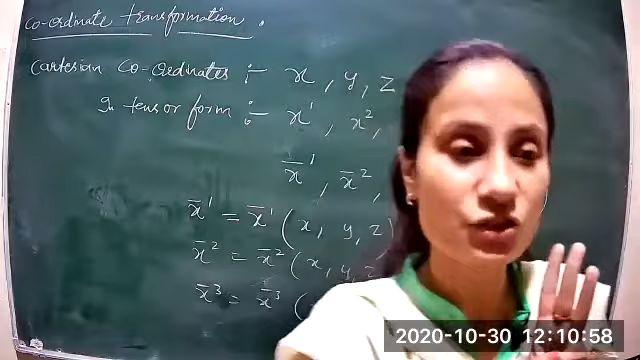 Co-ordinate transformation.
Cartesian Co-ordinates :- x, y, z
In tensor form :- x¹, x²,
x̄¹, x̄²,
x̄¹ = x̄¹ (x, y, z)
x̄² = x̄² (x, y, z
x̄³ = x̄³ (
2020-10-30 12:10:58